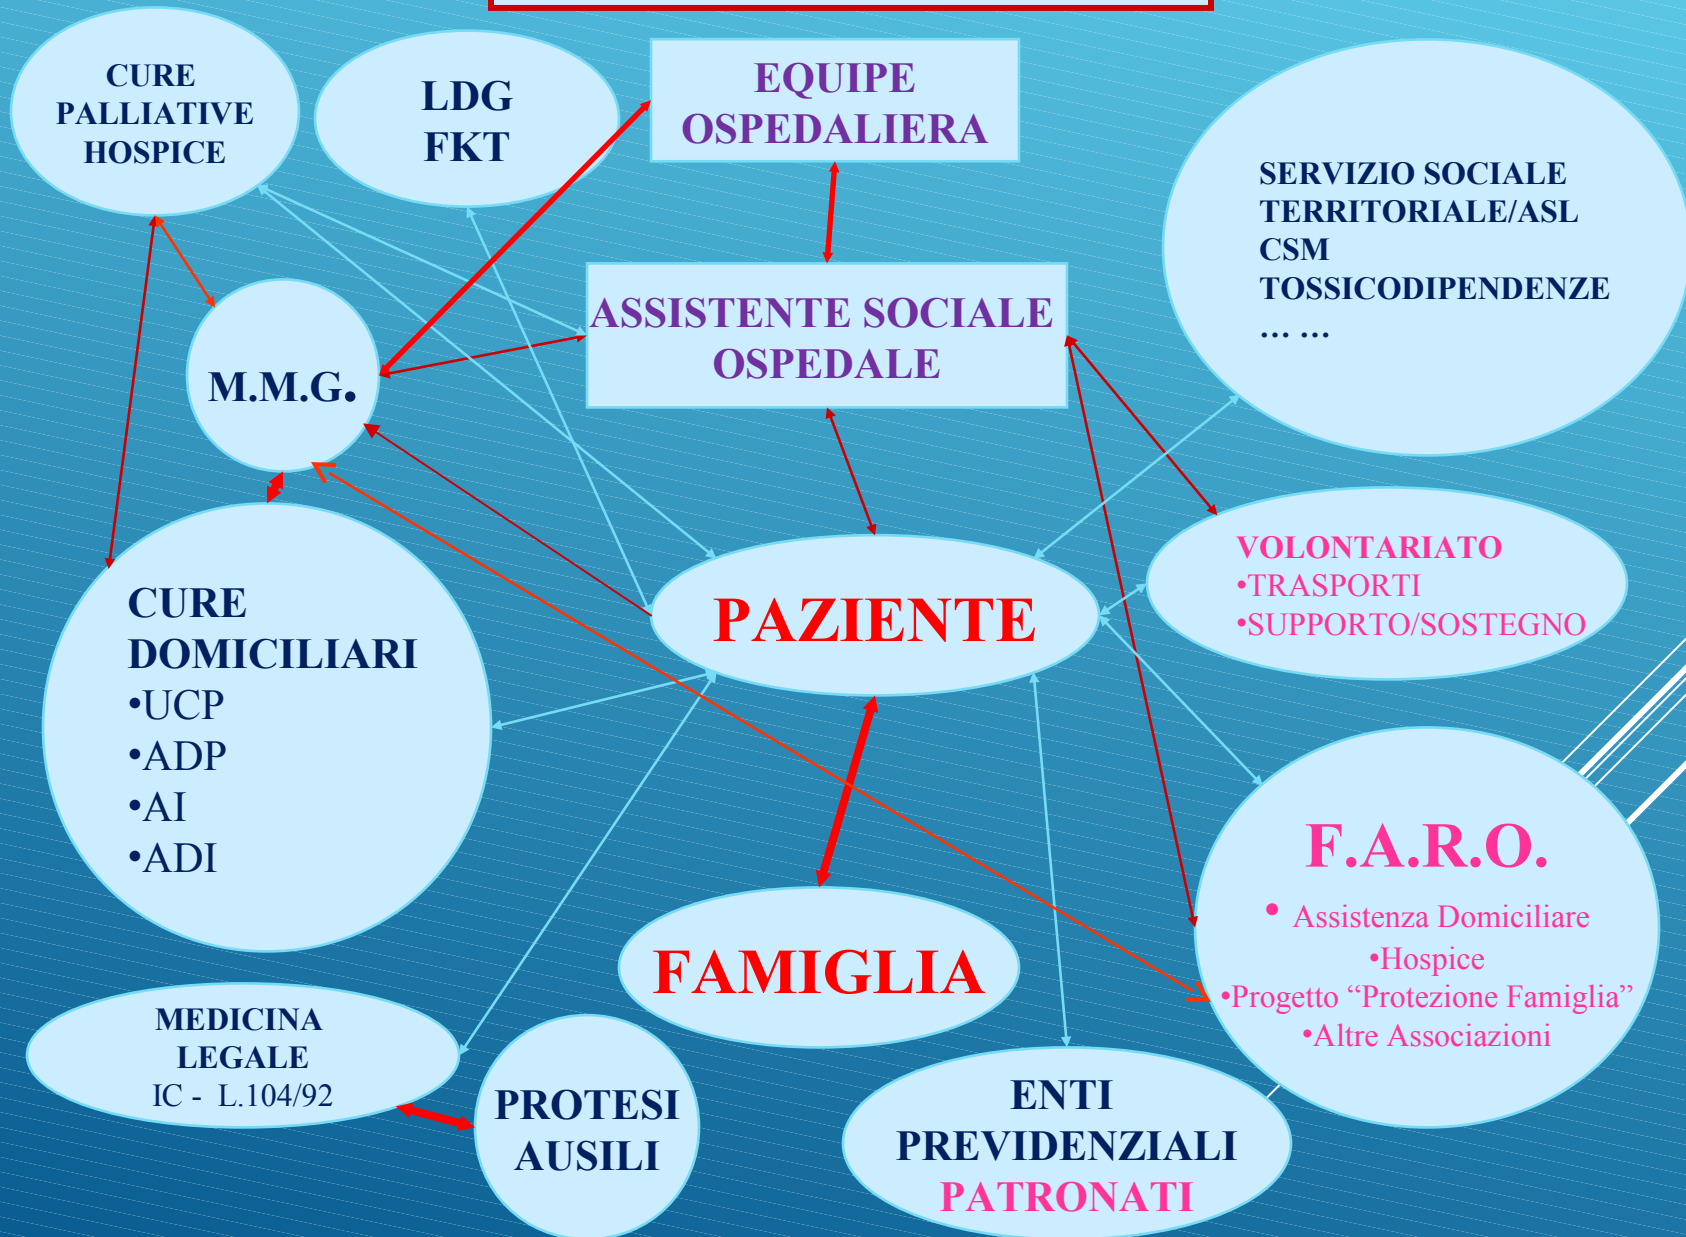 CURE
PALLIATIVE
HOSPICE
LDG
FKT
EQUIPE
OSPEDALIERA
SERVIZIO SOCIALE
TERRITORIALE/ASL
CSM
TOSSICODIPENDENZE
... ...
ASSISTENTE SOCIALE
OSPEDALE
M.M.G.
VOLONTARIATO
•TRASPORTI
•SUPPORTO/SOSTEGNO
PAZIENTE
CURE
DOMICILIARI
•UCP
•ADP
•AI
•ADI
F.A.R.O.
• Assistenza Domiciliare
•Hospice
•Progetto “Protezione Famiglia”
•Altre Associazioni
FAMIGLIA
MEDICINA
LEGALE
IC - L.104/92
PROTESI
AUSILI
ENTI
PREVIDENZIALI
PATRONATI